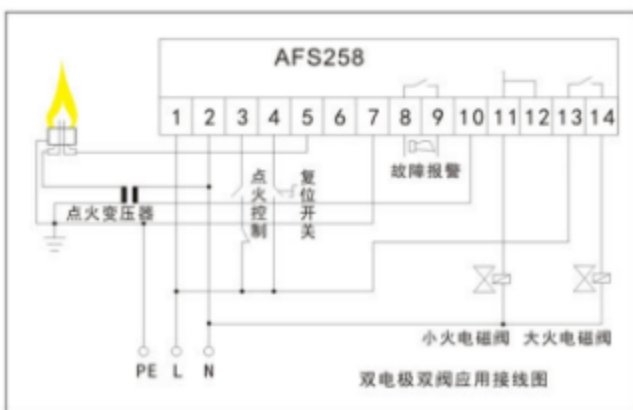 AFS258
1 2 3 4 5 6 7 8 9 10 11 12 13 14
故障报警
点火控制
复位开关
点火变压器
小火电磁阀 大火电磁阀
PE L N
双电极双阀应用接线图